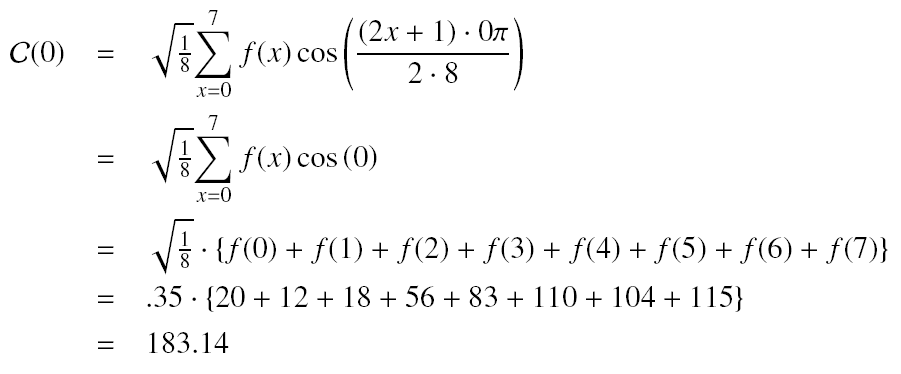 C(0) = √(1/8) ∑_{x=0}^{7} f(x) cos((2x + 1) · 0π / 2 · 8)
= √(1/8) ∑_{x=0}^{7} f(x) cos (0)
= √(1/8) · {f(0) + f(1) + f(2) + f(3) + f(4) + f(5) + f(6) + f(7)}
= .35 · {20 + 12 + 18 + 56 + 83 + 110 + 104 + 115}
= 183.14